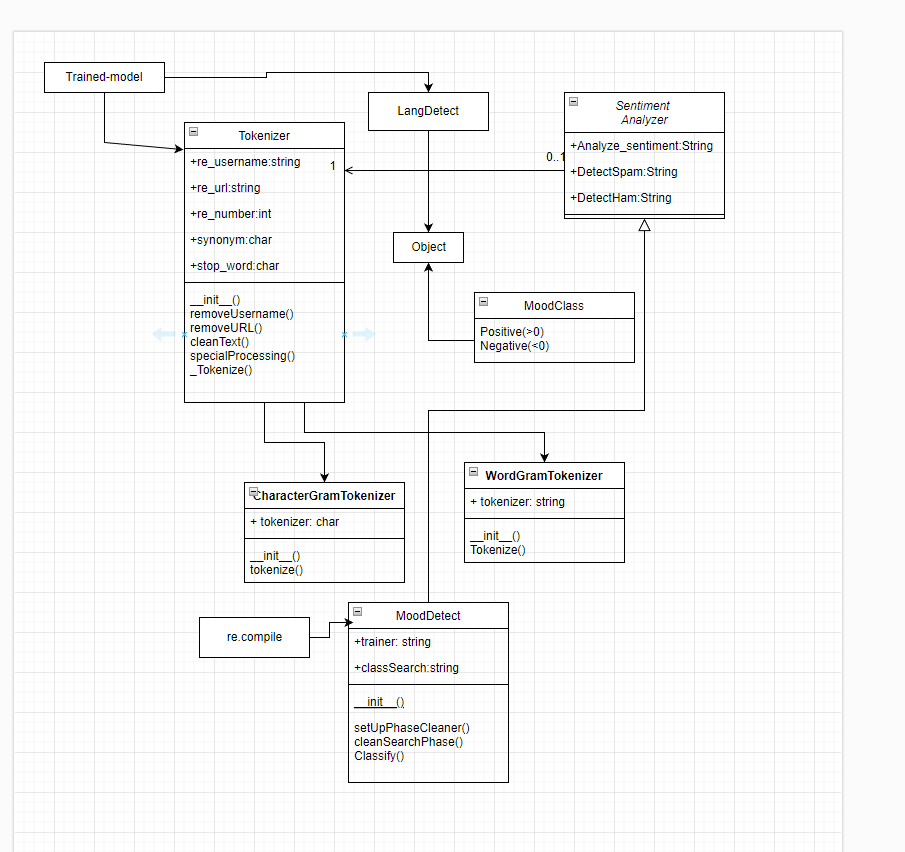 Trained-model
LangDetect
Sentiment
Analyzer
+Analyze_sentiment:String
+DetectSpam:String
+DetectHam:String
0..1
1
Tokenizer
+re_username:string
+re_url:string
+re_number:int
+synonym:char
+stop_word:char
__init__()
removeUsername()
removeURL()
cleanText()
specialProcessing()
_Tokenize()
Object
MoodClass
Positive(>0)
Negative(<0)
CharacterGramTokenizer
+ tokenizer: char
__init__()
tokenize()
WordGramTokenizer
+ tokenizer: string
__init__()
Tokenize()
re.compile
MoodDetect
+trainer: string
+classSearch:string
__init__()
setUpPhaseCleaner()
cleanSearchPhase()
Classify()